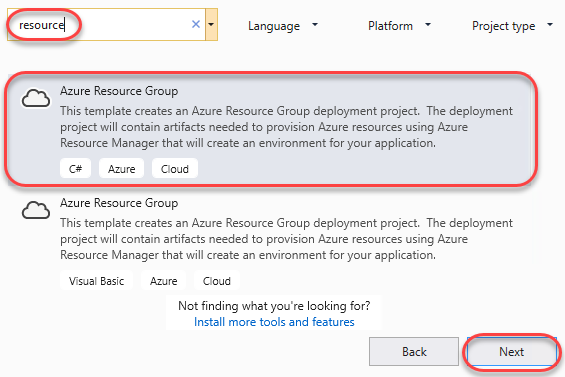 resource
Language
Platform
Project type
Azure Resource Group
This template creates an Azure Resource Group deployment project.  The deployment
project will contain artifacts needed to provision Azure resources using Azure
Resource Manager that will create an environment for your application.
C#
Azure
Cloud
Azure Resource Group
This template creates an Azure Resource Group deployment project.  The deployment
project will contain artifacts needed to provision Azure resources using Azure
Resource Manager that will create an environment for your application.
Visual Basic
Azure
Cloud
Not finding what you're looking for?
Install more tools and features
Back
Next